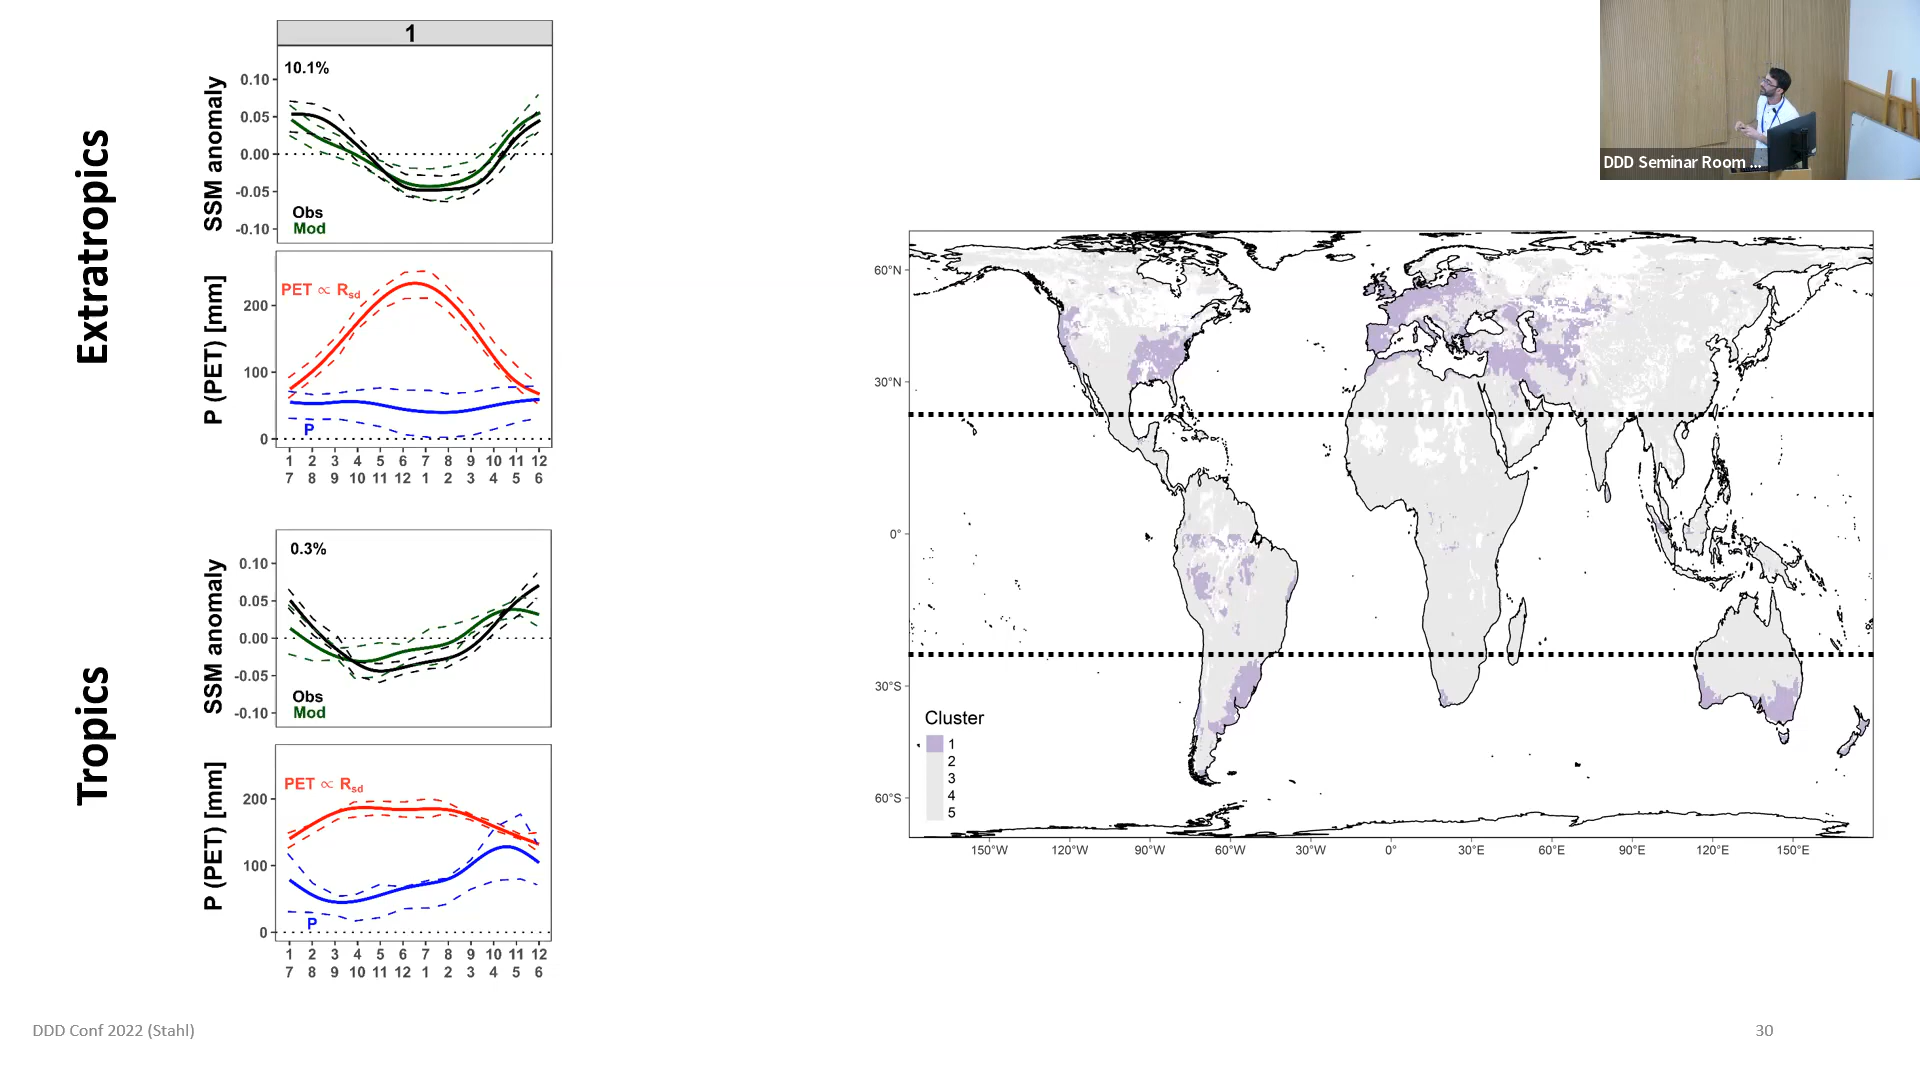 1
Extratropics
SSM anomaly
10.1%
0.10
0.05
0.00
-0.05
-0.10
Obs
Mod
P (PET) [mm]
PET ∝ Rsd
200
100
0
P
1 2 3 4 5 6 7 8 9 10 11 12
7 8 9 10 11 12 1 2 3 4 5 6
Tropics
SSM anomaly
0.3%
0.10
0.05
0.00
-0.05
-0.10
Obs
Mod
P (PET) [mm]
PET ∝ Rsd
200
100
0
P
1 2 3 4 5 6 7 8 9 10 11 12
7 8 9 10 11 12 1 2 3 4 5 6
DDD Seminar Room ...
60°N
30°N
0°
30°S
60°S
Cluster
1
2
3
4
5
150°W 120°W 90°W 60°W 30°W 0° 30°E 60°E 90°E 120°E 150°E
DDD Conf 2022 (Stahl)
30